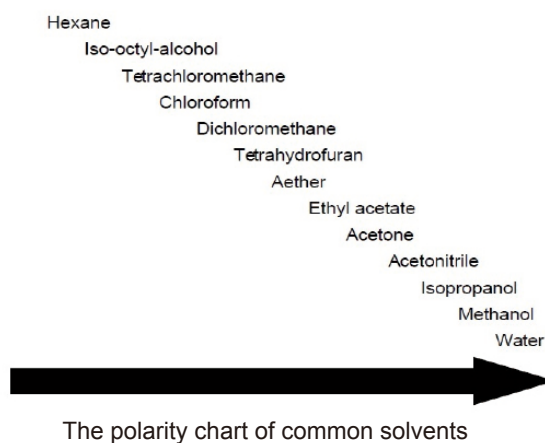 Hexane
Iso-octyl-alcohol
Tetrachloromethane
Chloroform
Dichloromethane
Tetrahydrofuran
Aether
Ethyl acetate
Acetone
Acetonitrile
Isopropanol
Methanol
Water
The polarity chart of common solvents